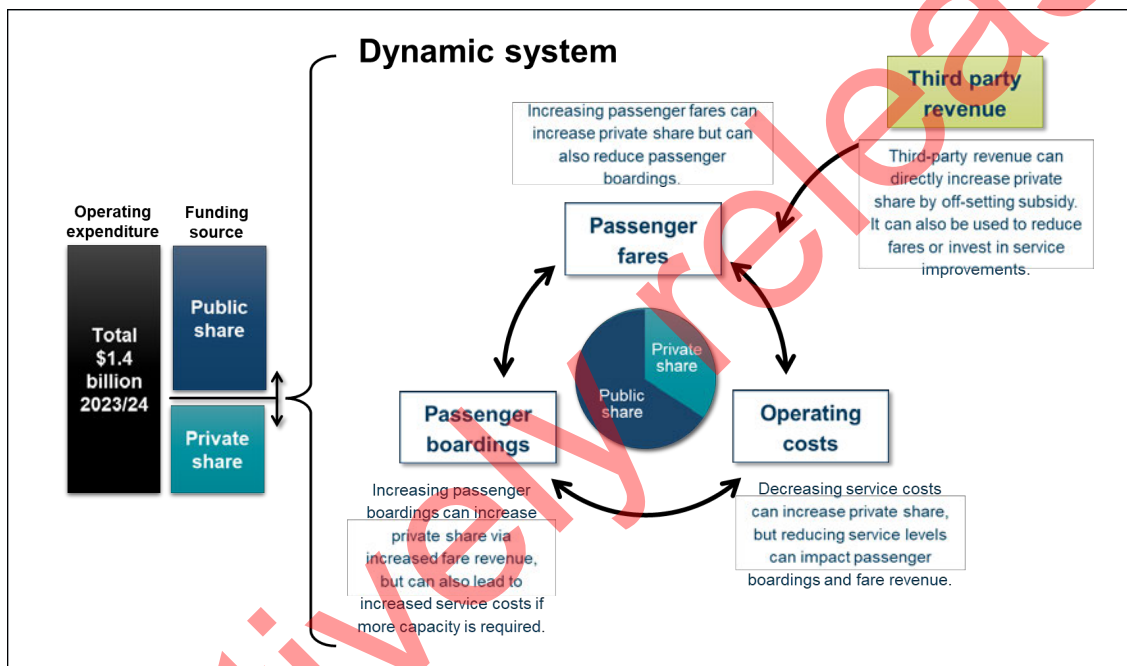 Dynamic system
Third party
revenue
Increasing passenger fares can
increase private share but can
also reduce passenger
boardings.
Third-party revenue can
directly increase private
share by off-setting subsidy.
It can also be used to reduce
fares or invest in service
improvements.
Operating
expenditure
Funding
source
Passenger
fares
Total
$1.4
billion
2023/24
Public
share
Private
share
Private
share
Public
share
Passenger
boardings
Operating
costs
Increasing passenger
boardings can increase
private share via
increased fare revenue,
but can also lead to
increased service costs if
more capacity is required.
Decreasing service costs
can increase private share,
but reducing service levels
can impact passenger
boardings and fare revenue.
ively relea